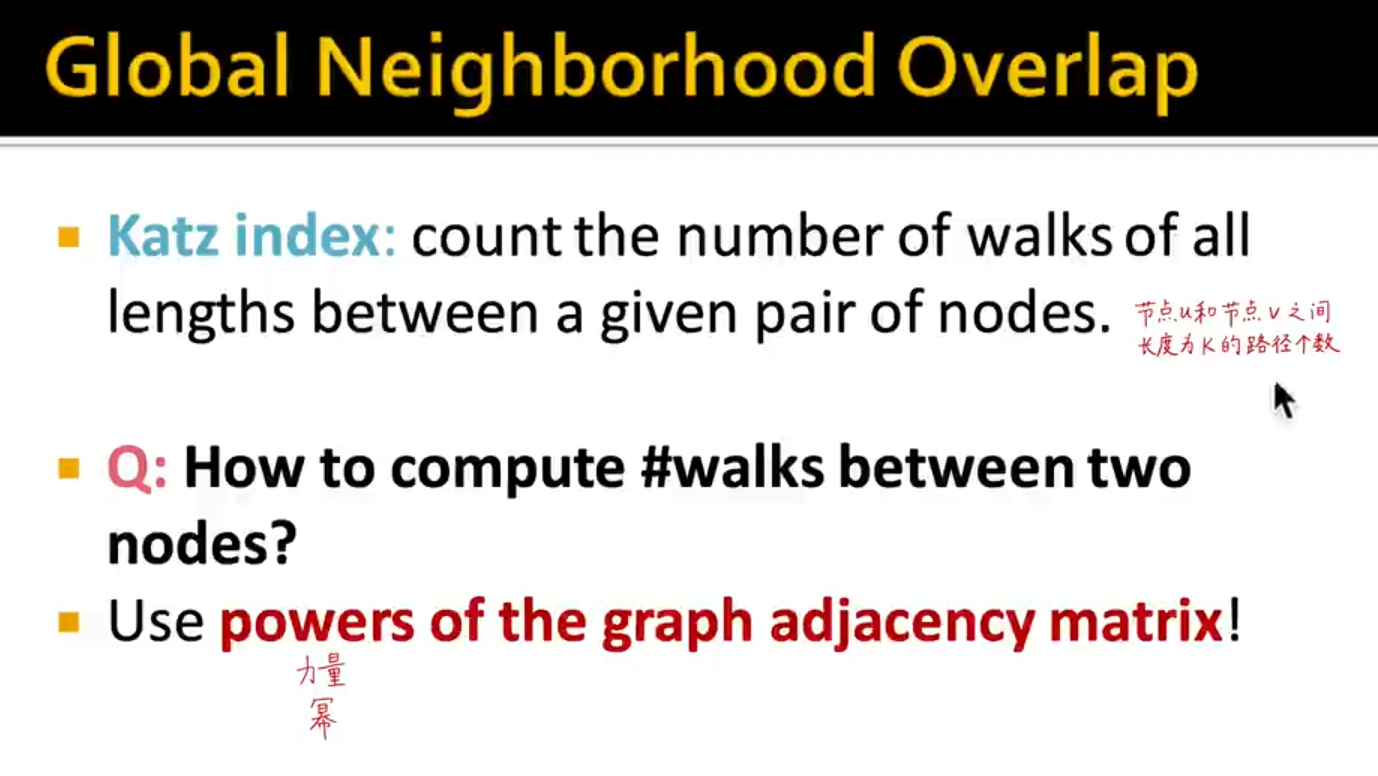 Global Neighborhood Overlap
Katz index: count the number of walks of all
lengths between a given pair of nodes.
节点u和节点v之间
长度为K的路径个数
Q: How to compute #walks between two
nodes?
Use powers of the graph adjacency matrix!
力量
幂